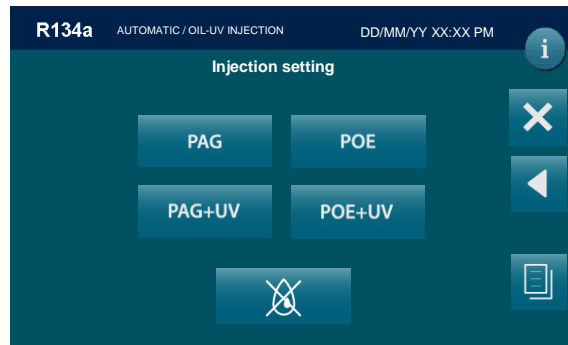 R134a AUTOMATIC / OIL-UV INJECTION DD/MM/YY XX:XX PM
i
Injection setting
PAG POE
PAG+UV POE+UV